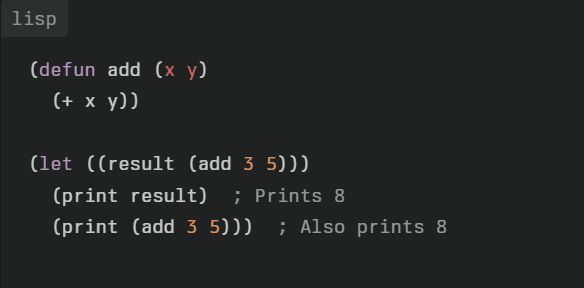 lisp
(defun add (x y)
  (+ x y))

(let ((result (add 3 5)))
  (print result)  ; Prints 8
  (print (add 3 5)))  ; Also prints 8